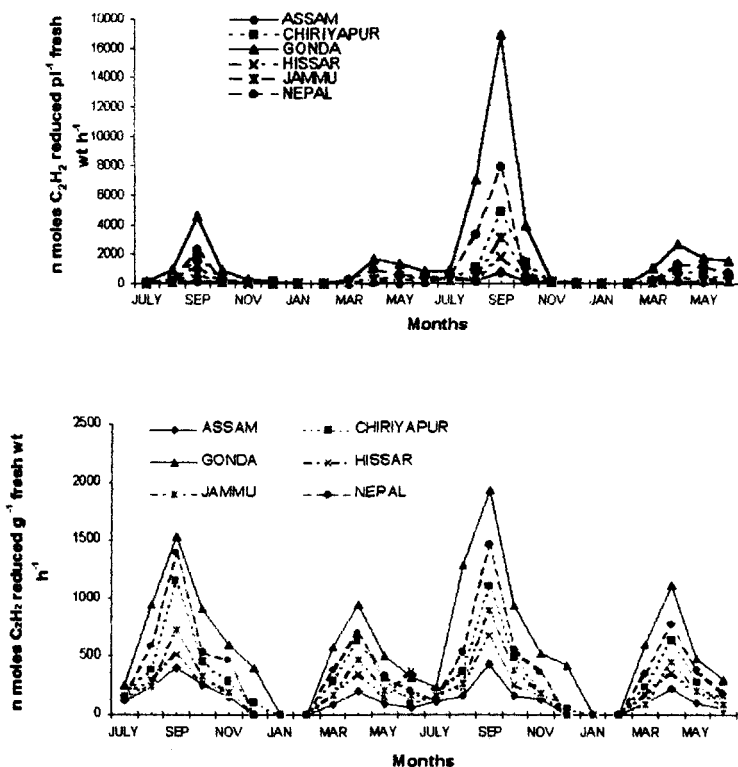 ASSAM
CHIRIYAPUR
GONDA
HISSAR
JAMMU
NEPAL
n moles C₂H₂ reduced pl⁻¹ fresh
wt h⁻¹
18000
16000
14000
12000
10000
8000
6000
4000
2000
0
JULY SEP NOV JAN MAR MAY JULY SEP NOV JAN MAR MAY
Months
ASSAM CHIRIYAPUR
GONDA HISSAR
JAMMU NEPAL
n moles C₂H₂ reduced g⁻¹ fresh wt
h⁻¹
2500
2000
1500
1000
500
0
JULY SEP NOV JAN MAR MAY JULY SEP NOV JAN MAR MAY
Months